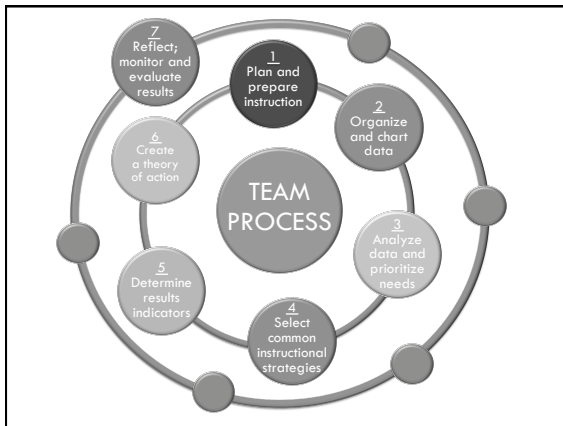 TEAM
PROCESS
1
Plan and
prepare
instruction
2
Organize
and chart
data
3
Analyze
data and
prioritize
needs
4
Select
common
instructional
strategies
5
Determine
results
indicators
6
Create
a theory
of action
7
Reflect;
monitor and
evaluate
results